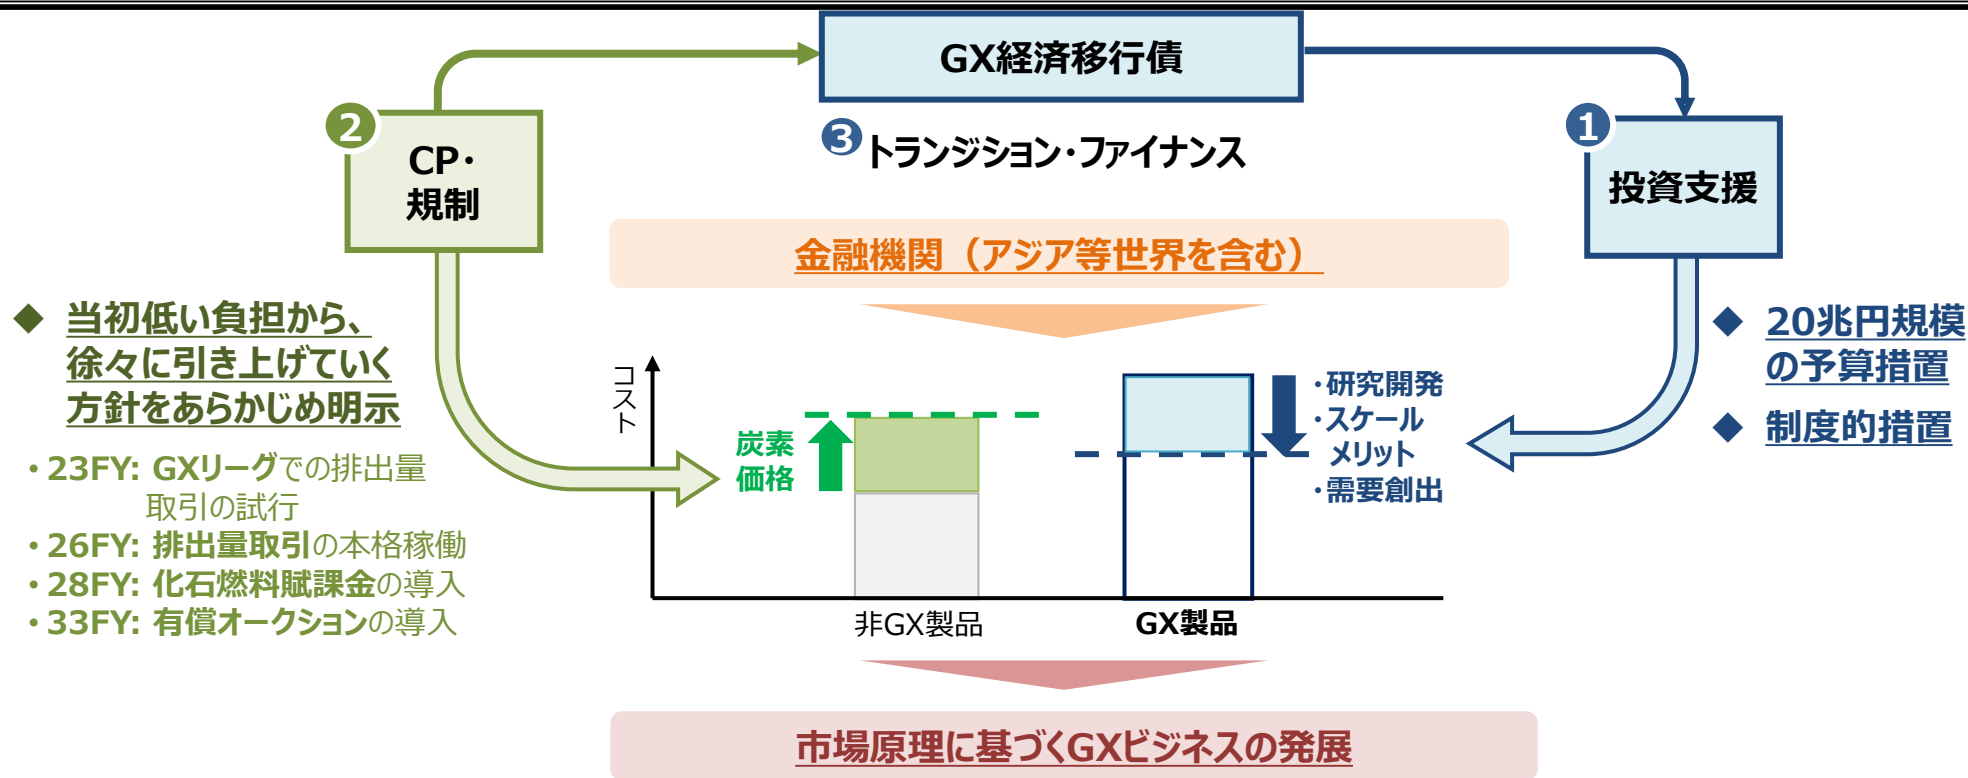 GX経済移行債
❷
CP・
規制
❸トランジション・ファイナンス
❶
投資支援
金融機関（アジア等世界を含む）
◆ 当初低い負担から、
徐々に引き上げていく
方針をあらかじめ明示
・23FY: GXリーグでの排出量
取引の試行
・26FY: 排出量取引の本格稼働
・28FY: 化石燃料賦課金の導入
・33FY: 有償オークションの導入
コスト
炭素
価格
・研究開発
・スケール
メリット
・需要創出
非GX製品
GX製品
◆ 20兆円規模
の予算措置
◆ 制度的措置
市場原理に基づくGXビジネスの発展